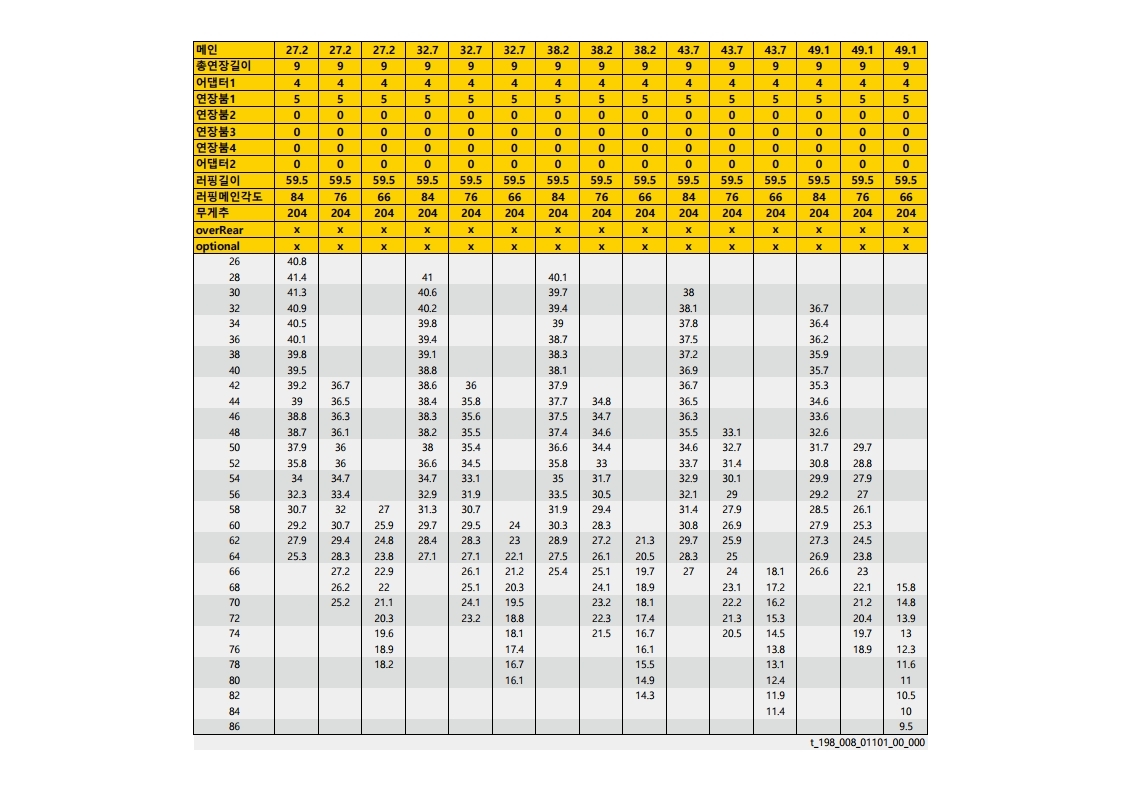 메인 27.2 27.2 27.2 32.7 32.7 32.7 38.2 38.2 38.2 43.7 43.7 43.7 49.1 49.1 49.1
총연장길이 9 9 9 9 9 9 9 9 9 9 9 9 9 9 9
어댑터1 4 4 4 4 4 4 4 4 4 4 4 4 4 4 4
연장붐1 5 5 5 5 5 5 5 5 5 5 5 5 5 5 5
연장붐2 0 0 0 0 0 0 0 0 0 0 0 0 0 0 0
연장붐3 0 0 0 0 0 0 0 0 0 0 0 0 0 0 0
연장붐4 0 0 0 0 0 0 0 0 0 0 0 0 0 0 0
어댑터2 0 0 0 0 0 0 0 0 0 0 0 0 0 0 0
러핑길이 59.5 59.5 59.5 59.5 59.5 59.5 59.5 59.5 59.5 59.5 59.5 59.5 59.5 59.5 59.5
러핑메인각도 84 76 66 84 76 66 84 76 66 84 76 66 84 76 66
무게추 204 204 204 204 204 204 204 204 204 204 204 204 204 204 204
overRear x x x x x x x x x x x x x x x
optional x x x x x x x x x x x x x x x
26 40.8
28 41.4 41 40.1
30 41.3 40.6 39.7 38
32 40.9 40.2 39.4 38.1 36.7
34 40.5 39.8 39 37.8 36.4
36 40.1 39.4 38.7 37.5 36.2
38 39.8 39.1 38.3 37.2 35.9
40 39.5 38.8 38.1 36.9 35.7
42 39.2 36.7 38.6 36 37.9 36.7 35.3
44 39 36.5 38.4 35.8 37.7 34.8 36.5 34.6
46 38.8 36.3 38.3 35.6 37.5 34.7 36.3 33.6
48 38.7 36.1 38.2 35.5 37.4 34.6 35.5 33.1 32.6
50 37.9 36 38 35.4 36.6 34.4 34.6 32.7 31.7 29.7
52 35.8 36 36.6 34.5 35.8 33 33.7 31.4 30.8 28.8
54 34 34.7 34.7 33.1 35 31.7 32.9 30.1 29.9 27.9
56 32.3 33.4 32.9 31.9 33.5 30.5 32.1 29 29.2 27
58 30.7 32 27 31.3 30.7 31.9 29.4 31.4 27.9 28.5 26.1
60 29.2 30.7 25.9 29.7 29.5 24 30.3 28.3 30.8 26.9 27.9 25.3
62 27.9 29.4 24.8 28.4 28.3 23 28.9 27.2 21.3 29.7 25.9 27.3 24.5
64 25.3 28.3 23.8 27.1 27.1 22.1 27.5 26.1 20.5 28.3 25 26.9 23.8
66 27.2 22.9 26.1 21.2 25.4 25.1 19.7 27 24 18.1 26.6 23
68 26.2 22 25.1 20.3 24.1 18.9 23.1 17.2 22.1 15.8
70 25.2 21.1 24.1 19.5 23.2 18.1 22.2 16.2 21.2 14.8
72 20.3 23.2 18.8 22.3 17.4 21.3 15.3 20.4 13.9
74 19.6 18.1 21.5 16.7 20.5 14.5 19.7 13
76 18.9 17.4 16.1 13.8 18.9 12.3
78 18.2 16.7 15.5 13.1 11.6
80 16.1 14.9 12.4 11
82 14.3 11.9 10.5
84 11.4 10
86 9.5
t_198_008_01101_00_000